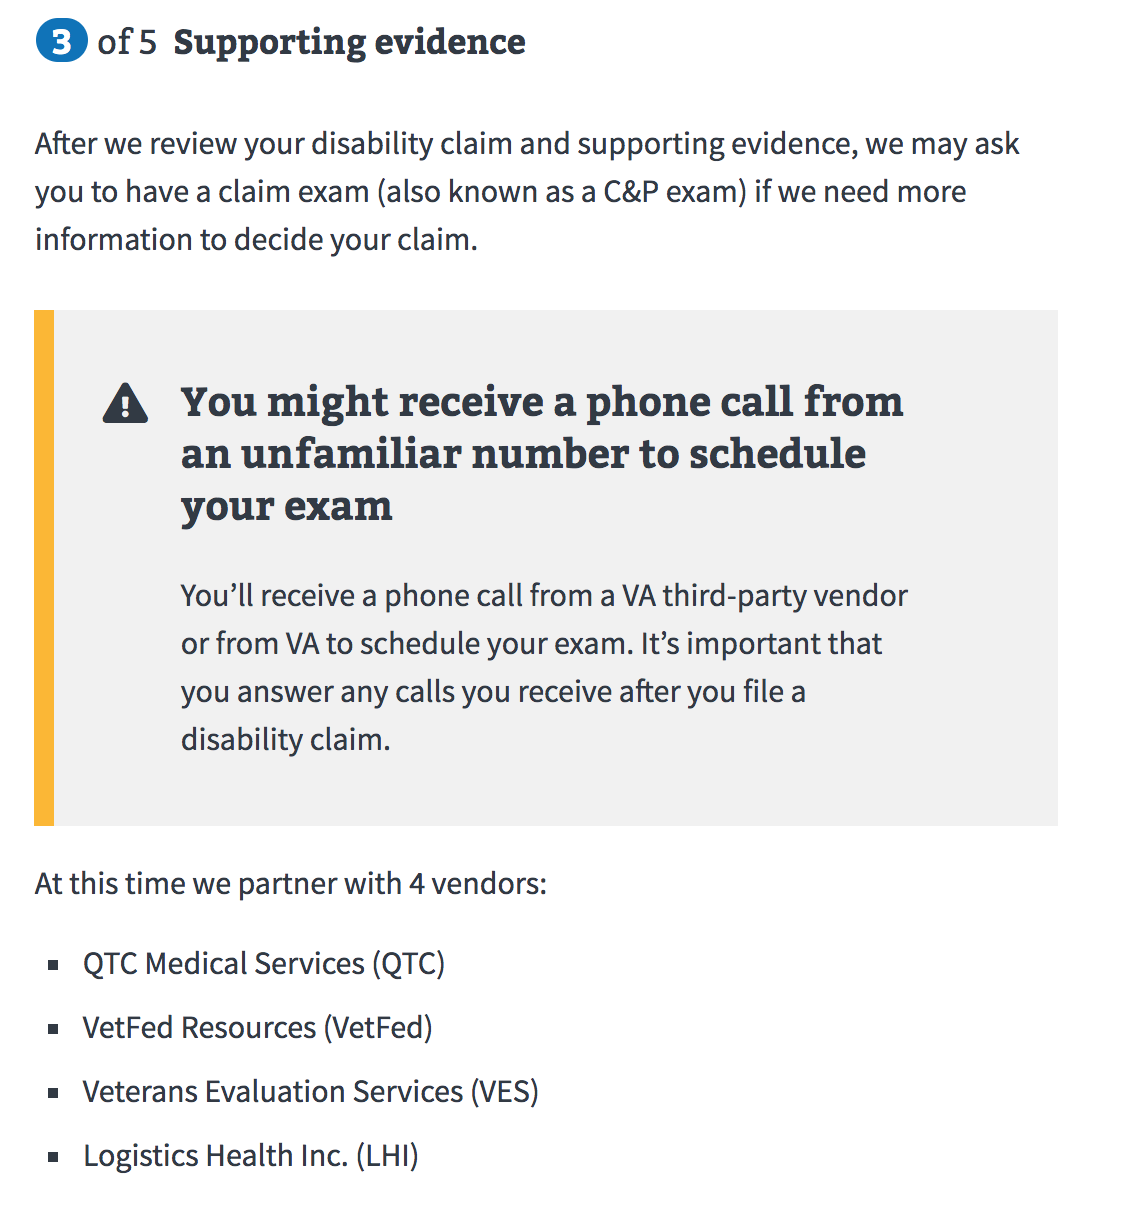 3 of 5 Supporting evidence
After we review your disability claim and supporting evidence, we may ask
you to have a claim exam (also known as a C&P exam) if we need more
information to decide your claim.
You might receive a phone call from
an unfamiliar number to schedule
your exam
You’ll receive a phone call from a VA third-party vendor
or from VA to schedule your exam. It’s important that
you answer any calls you receive after you file a
disability claim.
At this time we partner with 4 vendors:
▪ QTC Medical Services (QTC)
▪ VetFed Resources (VetFed)
▪ Veterans Evaluation Services (VES)
▪ Logistics Health Inc. (LHI)